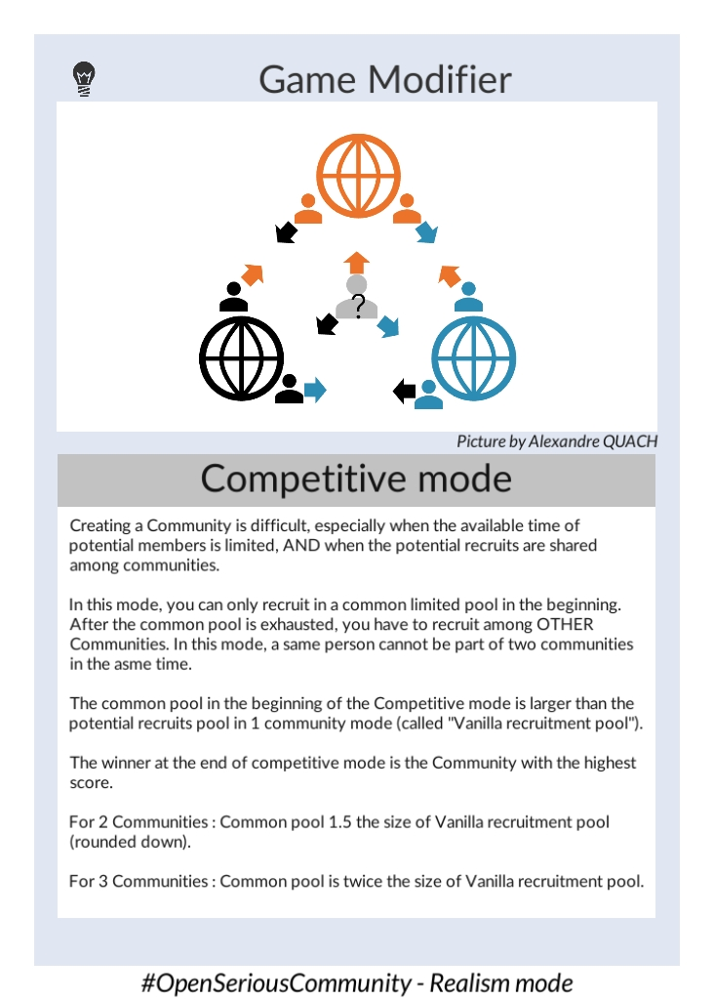 Game Modifier
?
Picture by Alexandre QUACH
Competitive mode
Creating a Community is difficult, especially when the available time of
potential members is limited, AND when the potential recruits are shared
among communities.
In this mode, you can only recruit in a common limited pool in the beginning.
After the common pool is exhausted, you have to recruit among OTHER
Communities. In this mode, a same person cannot be part of two communities
in the asme time.
The common pool in the beginning of the Competitive mode is larger than the
potential recruits pool in 1 community mode (called "Vanilla recruitment pool").
The winner at the end of competitive mode is the Community with the highest
score.
For 2 Communities : Common pool 1.5 the size of Vanilla recruitment pool
(rounded down).
For 3 Communities : Common pool is twice the size of Vanilla recruitment pool.
#OpenSeriousCommunity - Realism mode